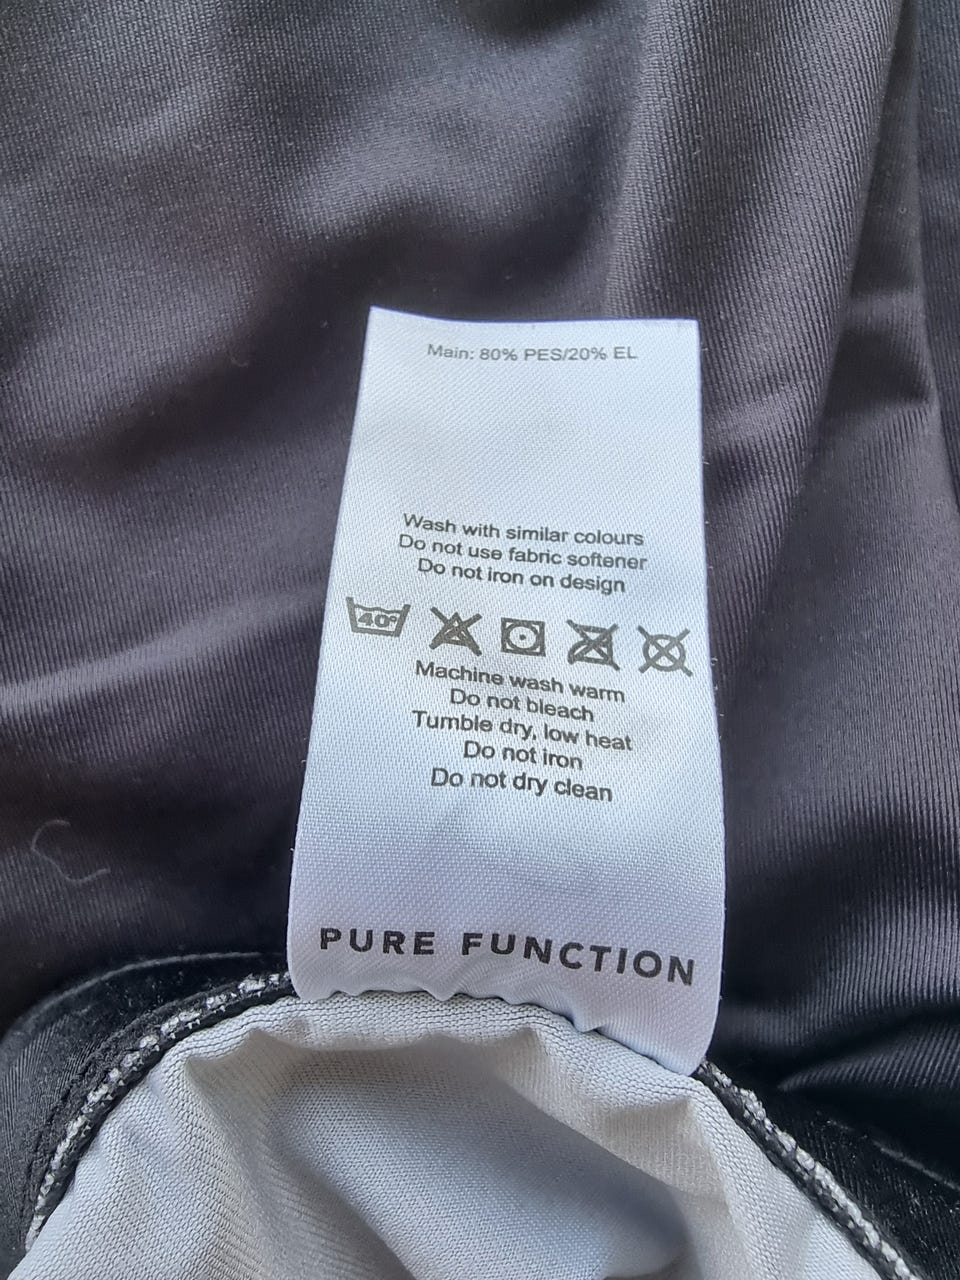 Main: 80% PES/20% EL
Wash with similar colours
Do not use fabric softener
Do not iron on design
40°
Machine wash warm
Do not bleach
Tumble dry, low heat
Do not iron
Do not dry clean
PURE FUNCTION